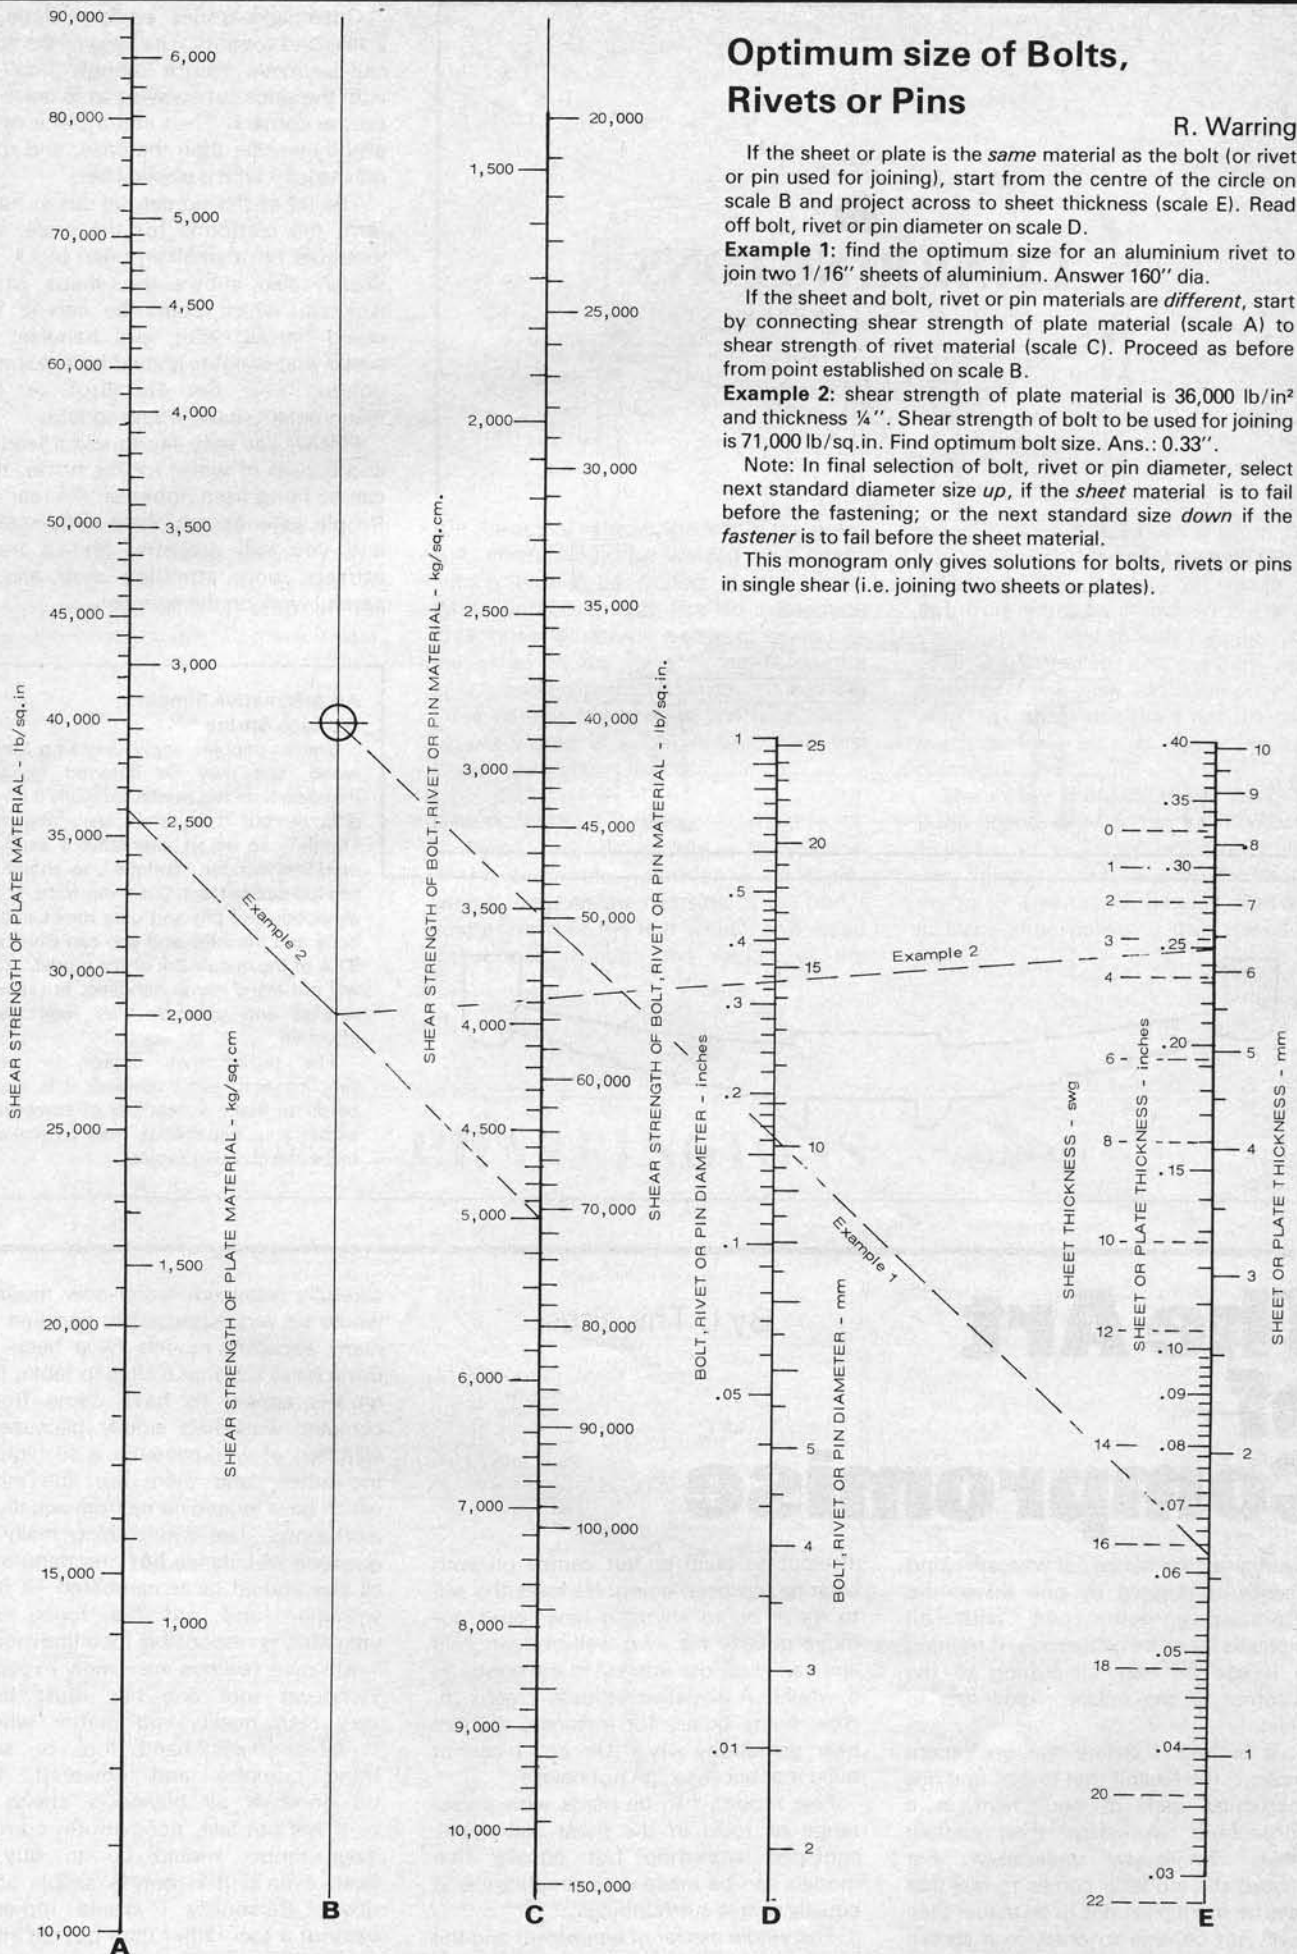 Optimum size of Bolts,
Rivets or Pins
R. Warring
If the sheet or plate is the same material as the bolt (or rivet
or pin used for joining), start from the centre of the circle on
scale B and project across to sheet thickness (scale E). Read
off bolt, rivet or pin diameter on scale D.
Example 1: find the optimum size for an aluminium rivet to
join two 1/16″ sheets of aluminium. Answer 160″ dia.
If the sheet and bolt, rivet or pin materials are different, start
by connecting shear strength of plate material (scale A) to
shear strength of rivet material (scale C). Proceed as before
from point established on scale B.
Example 2: shear strength of plate material is 36,000 lb/in²
and thickness ¼″. Shear strength of bolt to be used for joining
is 71,000 lb/sq.in. Find optimum bolt size. Ans.: 0.33″.
Note: In final selection of bolt, rivet or pin diameter, select
next standard diameter size up, if the sheet material is to fail
before the fastening; or the next standard size down if the
fastener is to fail before the sheet material.
This monogram only gives solutions for bolts, rivets or pins
in single shear (i.e. joining two sheets or plates).
SHEAR STRENGTH OF PLATE MATERIAL - lb/sq.in
90,000
80,000
70,000
60,000
50,000
45,000
40,000
35,000
30,000
25,000
20,000
15,000
10,000
A
6,000
5,000
4,500
4,000
3,500
3,000
2,500
2,000
1,500
1,000
SHEAR STRENGTH OF PLATE MATERIAL - kg/sq.cm
Example 2
B
SHEAR STRENGTH OF BOLT, RIVET OR PIN MATERIAL - kg/sq.cm.
1,500
2,000
2,500
3,000
3,500
4,000
4,500
5,000
6,000
7,000
8,000
9,000
10,000
C
20,000
25,000
30,000
35,000
40,000
45,000
50,000
60,000
70,000
80,000
90,000
100,000
150,000
SHEAR STRENGTH OF BOLT, RIVET OR PIN MATERIAL - lb/sq.in.
BOLT, RIVET OR PIN DIAMETER - inches
1
.5
.4
.3
.2
.1
.05
.01
D
25
20
15
10
5
4
3
2
BOLT, RIVET OR PIN DIAMETER - mm
Example 2
Example 1
SHEET THICKNESS - swg
0
1
2
3
4
6
8
10
12
14
16
18
20
22
SHEET OR PLATE THICKNESS - inches
.40
.35
.30
.25
.20
.15
.10
.09
.08
.07
.06
.05
.04
.03
E
10
9
8
7
6
5
4
3
2
1
SHEET OR PLATE THICKNESS - mm